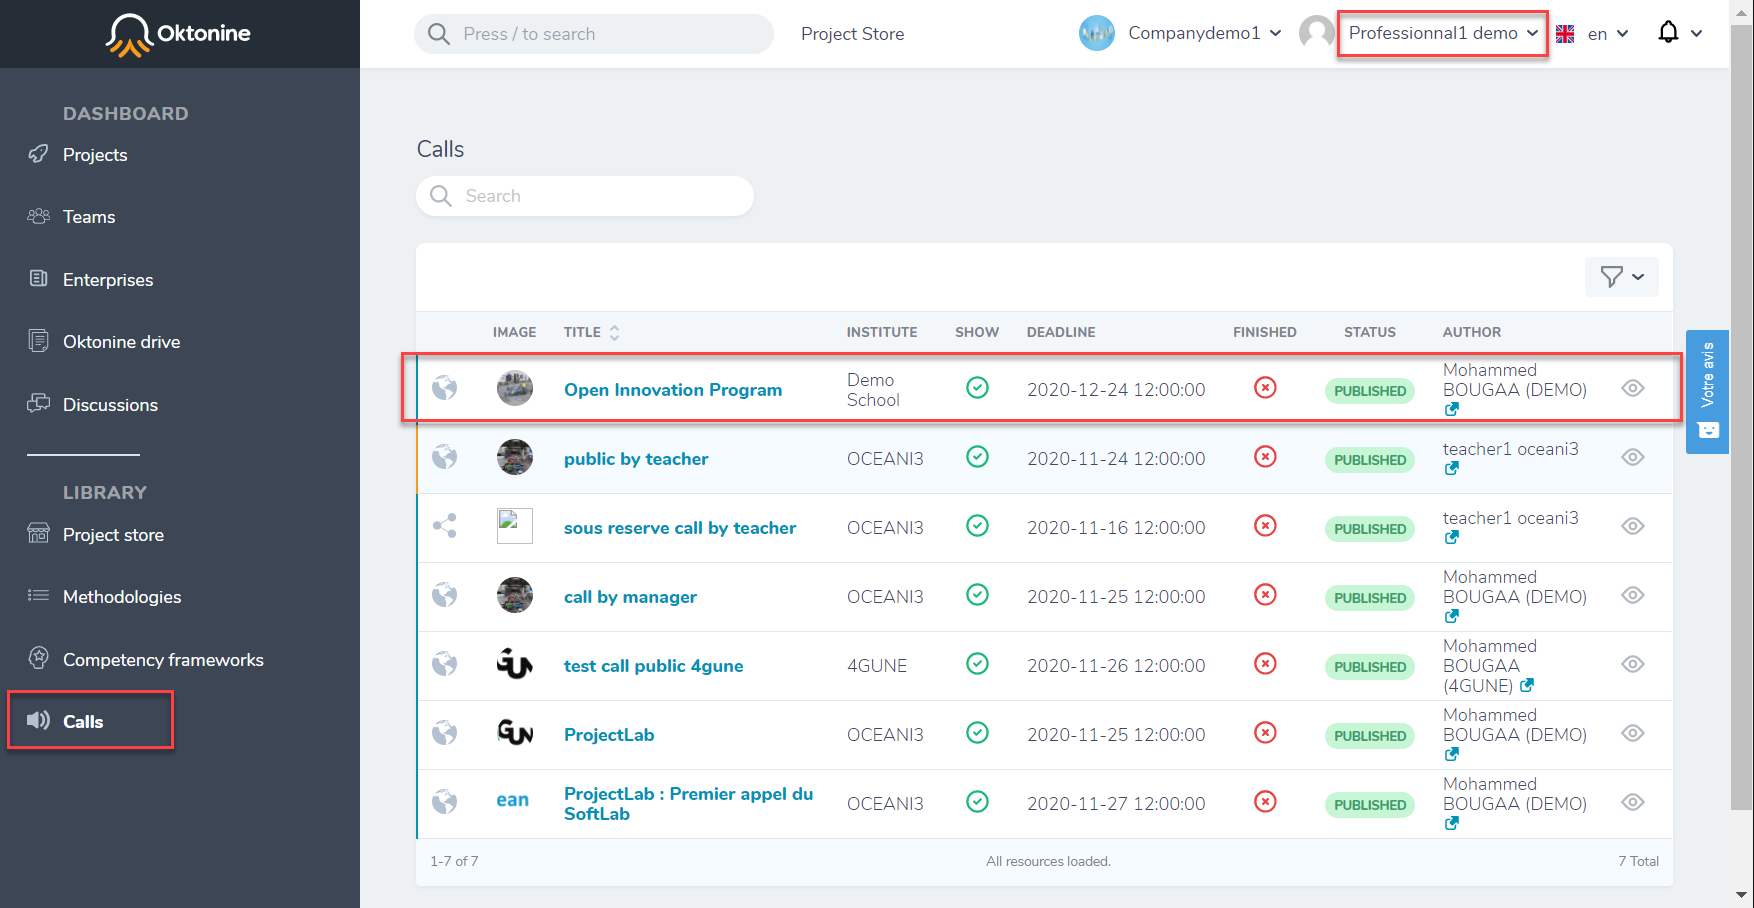 Oktonine
Press / to search
Project Store
Companydemo1
Professionnal1 demo
en
DASHBOARD
Projects
Teams
Enterprises
Oktonine drive
Discussions
LIBRARY
Project store
Methodologies
Competency frameworks
Calls
Calls
Search
IMAGE TITLE INSTITUTE SHOW DEADLINE FINISHED STATUS AUTHOR
Open Innovation Program
Demo
School
2020-12-24 12:00:00
PUBLISHED
Mohammed
BOUGAA (DEMO)
public by teacher
OCEANI3
2020-11-24 12:00:00
PUBLISHED
teacher1 oceani3
sous reserve call by teacher
OCEANI3
2020-11-16 12:00:00
PUBLISHED
teacher1 oceani3
call by manager
OCEANI3
2020-11-25 12:00:00
PUBLISHED
Mohammed
BOUGAA (DEMO)
GUN
test call public 4gune
4GUNE
2020-11-26 12:00:00
PUBLISHED
Mohammed
BOUGAA
(4GUNE)
GUN
ProjectLab
OCEANI3
2020-11-25 12:00:00
PUBLISHED
Mohammed
BOUGAA (DEMO)
ean
ProjectLab : Premier appel du
SoftLab
OCEANI3
2020-11-27 12:00:00
PUBLISHED
Mohammed
BOUGAA (DEMO)
1-7 of 7
All resources loaded.
7 Total
Votre avis